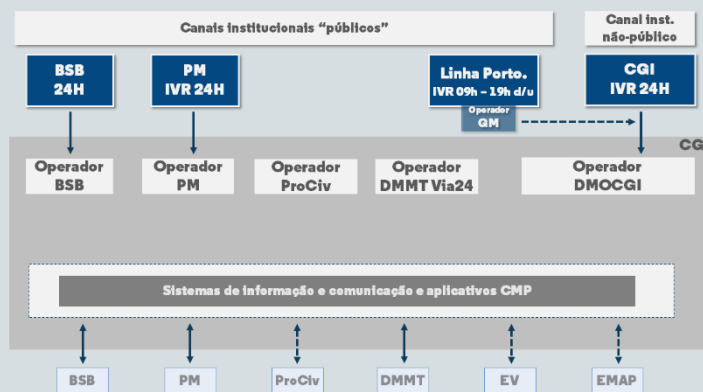 Canais institucionais “públicos”
Canal inst.
não-público
BSB
24H
PM
IVR 24H
Linha Porto.
IVR 09h – 19h d/u
CGI
IVR 24H
Operador
GM
CG
Operador
BSB
Operador
PM
Operador
ProCiv
Operador
DMMT Via24
Operador
DMOCGI
Sistemas de informação e comunicação e aplicativos CMP
BSB
PM
ProCiv
DMMT
EV
EMAP